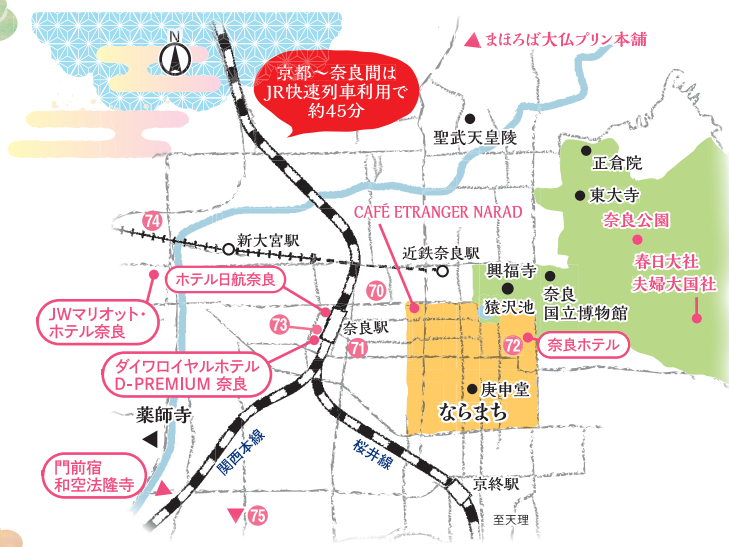 N
まほろば大仏プリン本舗
京都〜奈良間は
JR快速列車利用で
約45分
聖武天皇陵
正倉院
東大寺
奈良公園
CAFÉ ETRANGER NARAD
74
新大宮駅
近鉄奈良駅
春日大社
夫婦大国社
興福寺
ホテル日航奈良
70
猿沢池
奈良
国立博物館
JWマリオット・
ホテル奈良
73
奈良駅
71
72
奈良ホテル
ダイワロイヤルホテル
D-PREMIUM 奈良
庚申堂
ならまち
薬師寺
関西本線
桜井線
門前宿
和空法隆寺
京終駅
75
至天理